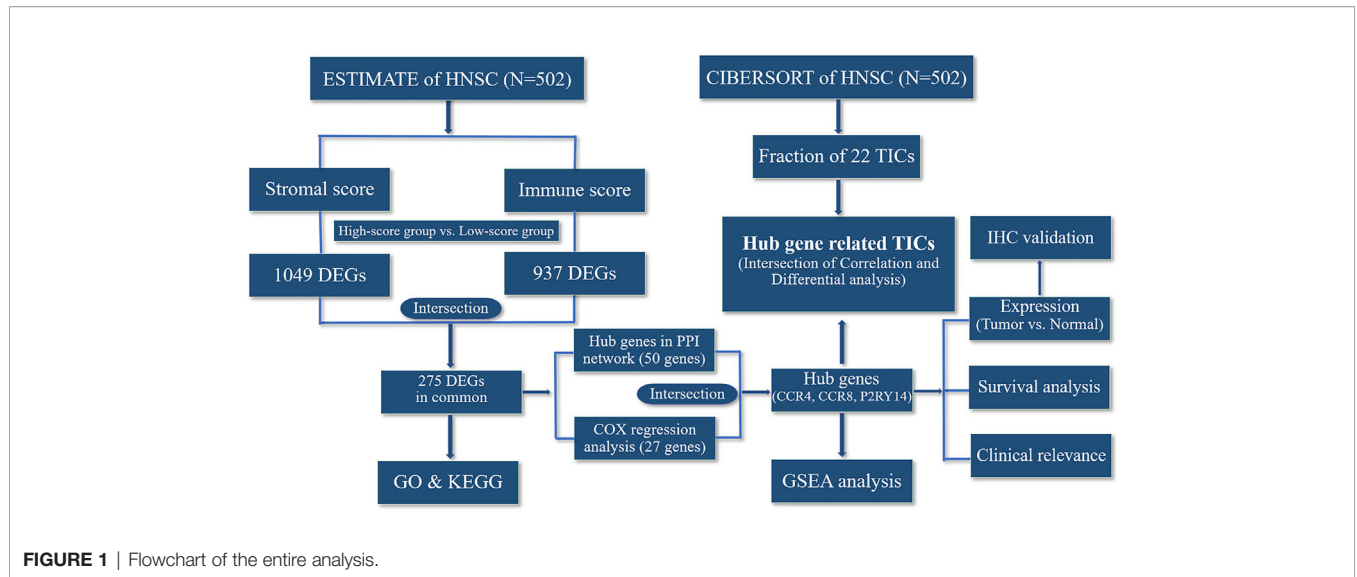 ESTIMATE of HNSC (N=502)
Stromal score
Immune score
High-score group vs. Low-score group
1049 DEGs
937 DEGs
Intersection
275 DEGs
in common
GO & KEGG
Hub genes in PPI
network (50 genes)
Intersection
COX regression
analysis (27 genes)
CIBERSORT of HNSC (N=502)
Fraction of 22 TICs
Hub gene related TICs
(Intersection of Correlation and
Differential analysis)
Hub genes
(CCR4, CCR8, P2RY14)
GSEA analysis
IHC validation
Expression
(Tumor vs. Normal)
Survival analysis
Clinical relevance
FIGURE 1 | Flowchart of the entire analysis.